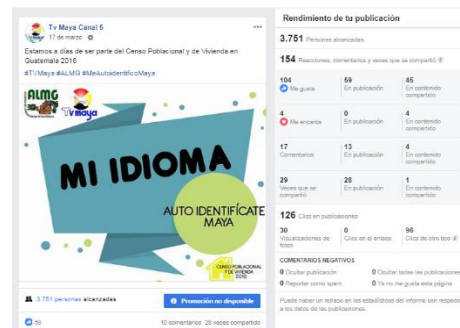 Tv Maya Canal 5
17 de marzo
Estamos a días de ser parte del Censo Poblacional y de Vivienda en
Guatemala 2018
#TVMaya #ALMG #MeAutoidentificoMaya
ALMG
Tvmaya
MI IDIOMA
AUTO IDENTIFÍCATE
MAYA
CENSO POBLACIONAL
Y DE VIVIENDA
2018
3.751 personas alcanzadas
Promoción no disponible
59
10 comentarios 28 veces compartido
Rendimiento de tu publicación
3.751 Personas alcanzadas
154 Reacciones, comentarios y veces que se compartió
104 Me gusta
59 En publicación
45 En contenido compartido
4 Me encanta
0 En publicación
4 En contenido compartido
17 Comentarios
13 En publicación
4 En contenido compartido
29 Veces que se compartió
28 En publicación
1 En contenido compartido
126 Clics en publicaciones
30 Visualizaciones de fotos
0 Clics en el enlace
96 Clics de otro tipo
COMENTARIOS NEGATIVOS
0 Ocultar publicación
0 Ocultar todas las publicaciones
0 Reportar como spam
0 Ya no me gusta esta página
Puede haber un retraso en las estadísticas del informe con respecto
a los datos de las publicaciones.